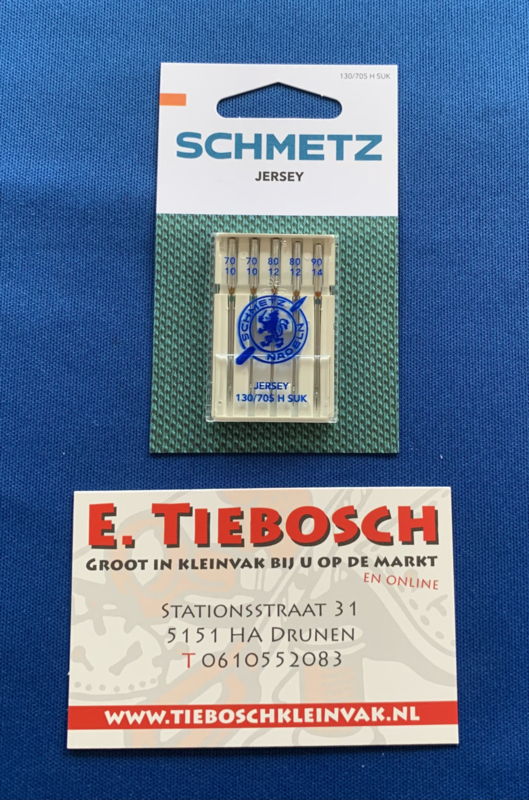 130/705 H SUK
SCHMETZ
JERSEY
70 70 80 80 90
10 10 12 12 14
SCHMETZ
NADELN
JERSEY
130/705 H SUK
E. TIEBOSCH
GROOT IN KLEINVAK BIJ U OP DE MARKT
EN ONLINE
STATIONSSTRAAT 31
5151 HA DRUNEN
T 0610552083
WWW.TIEBOSCHKLEINVAK.NL